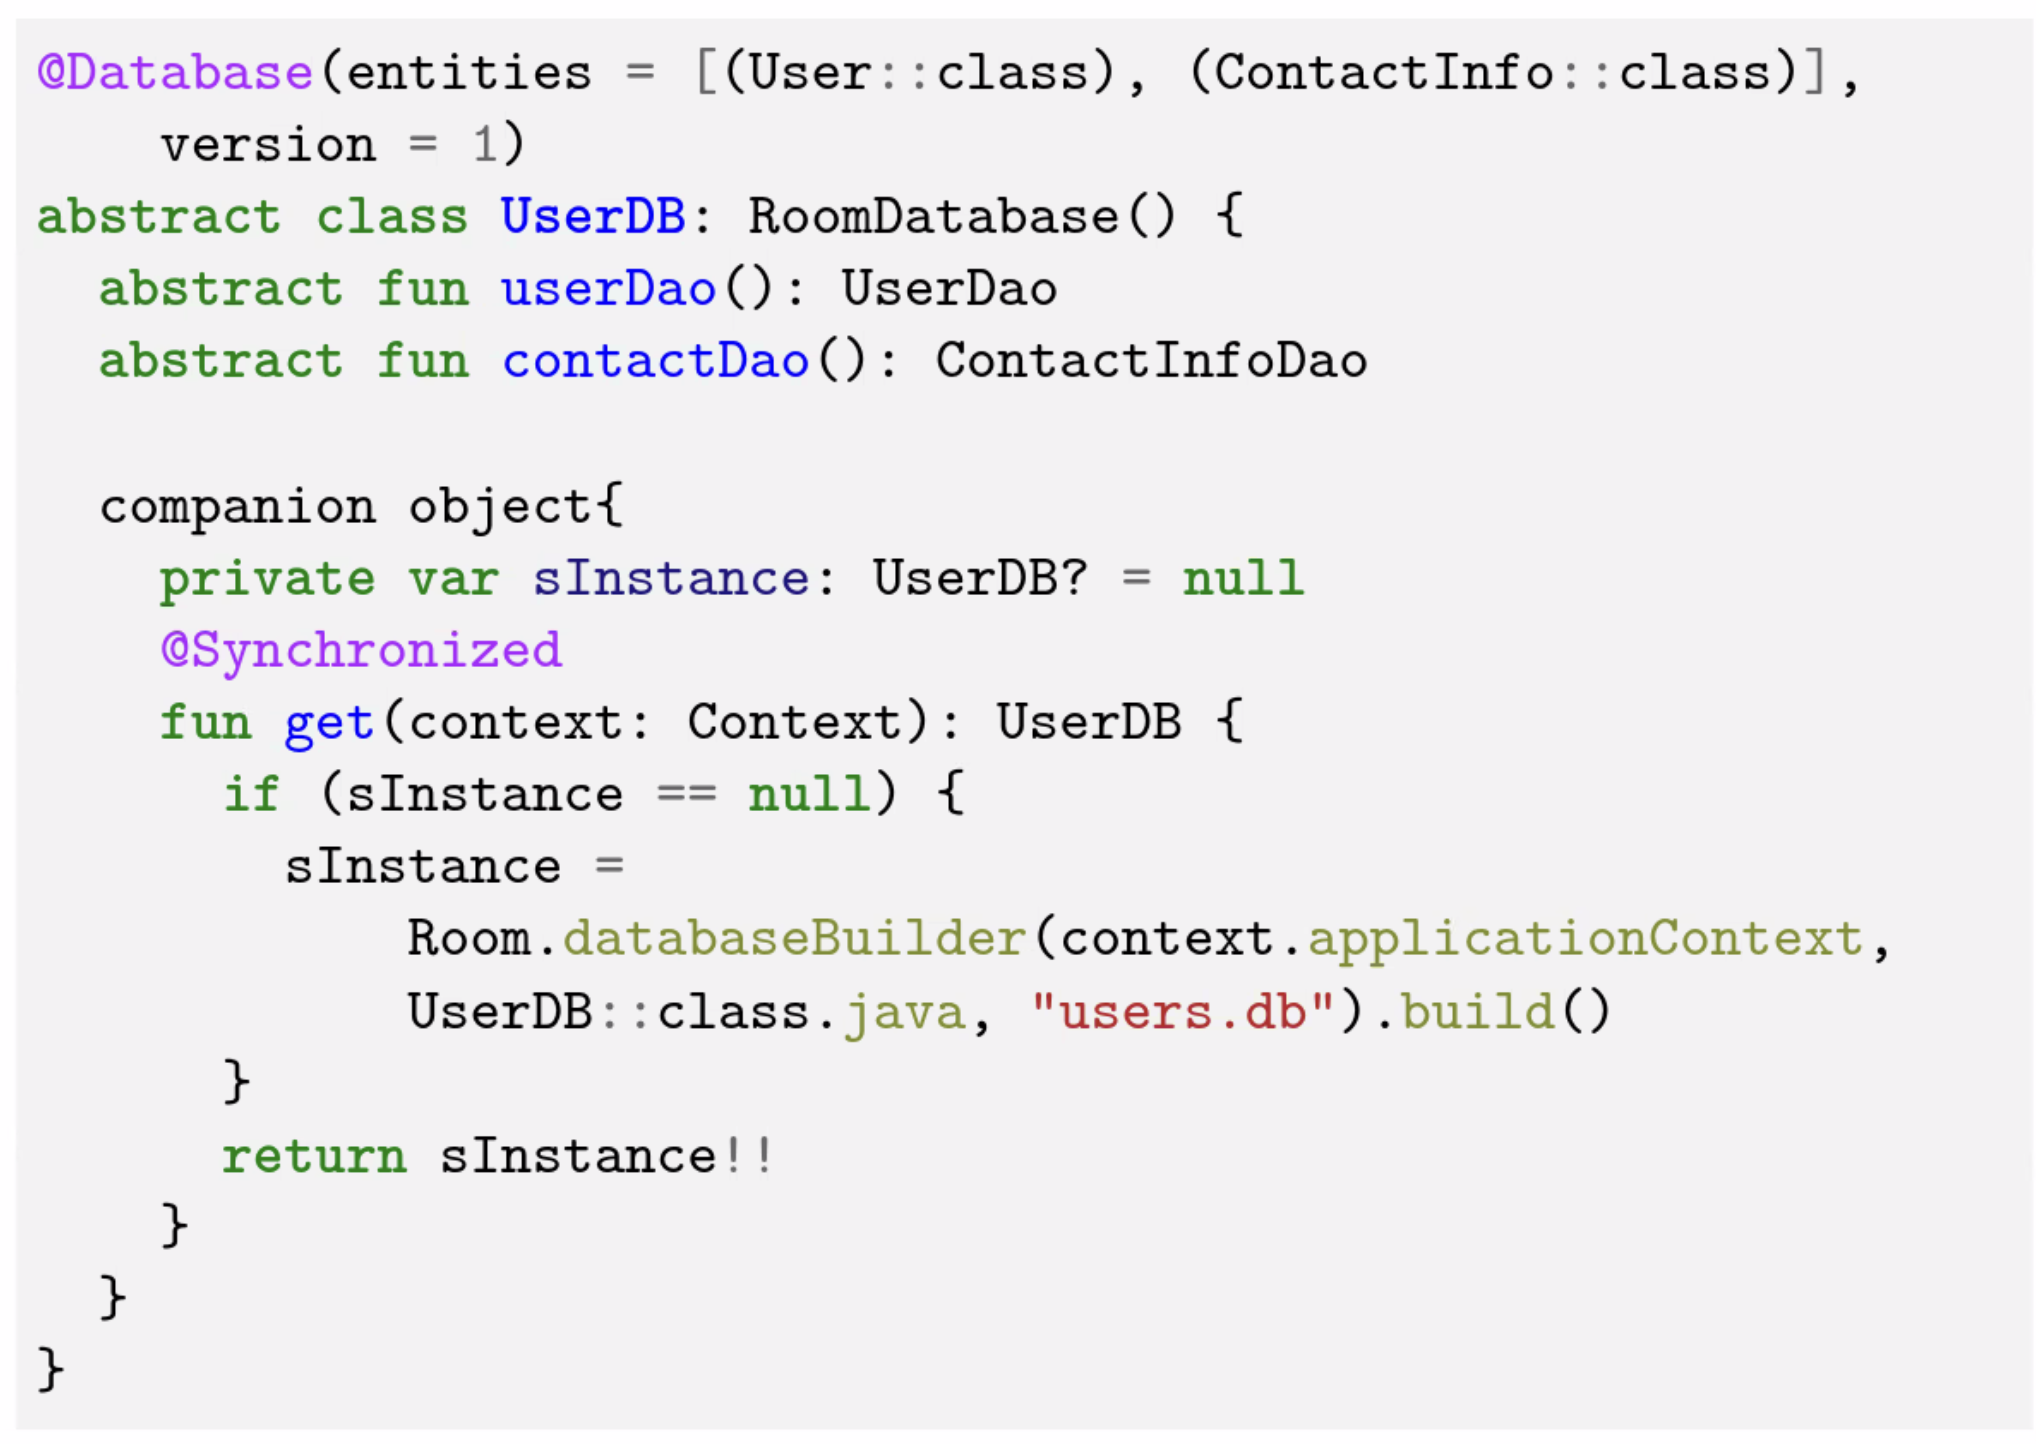 @Database(entities = [(User::class), (ContactInfo::class)],
    version = 1)
abstract class UserDB: RoomDatabase() {
  abstract fun userDao(): UserDao
  abstract fun contactDao(): ContactInfoDao

  companion object{
    private var sInstance: UserDB? = null
    @Synchronized
    fun get(context: Context): UserDB {
      if (sInstance == null) {
        sInstance =
            Room.databaseBuilder(context.applicationContext,
            UserDB::class.java, "users.db").build()
      }
      return sInstance!!
    }
  }
}